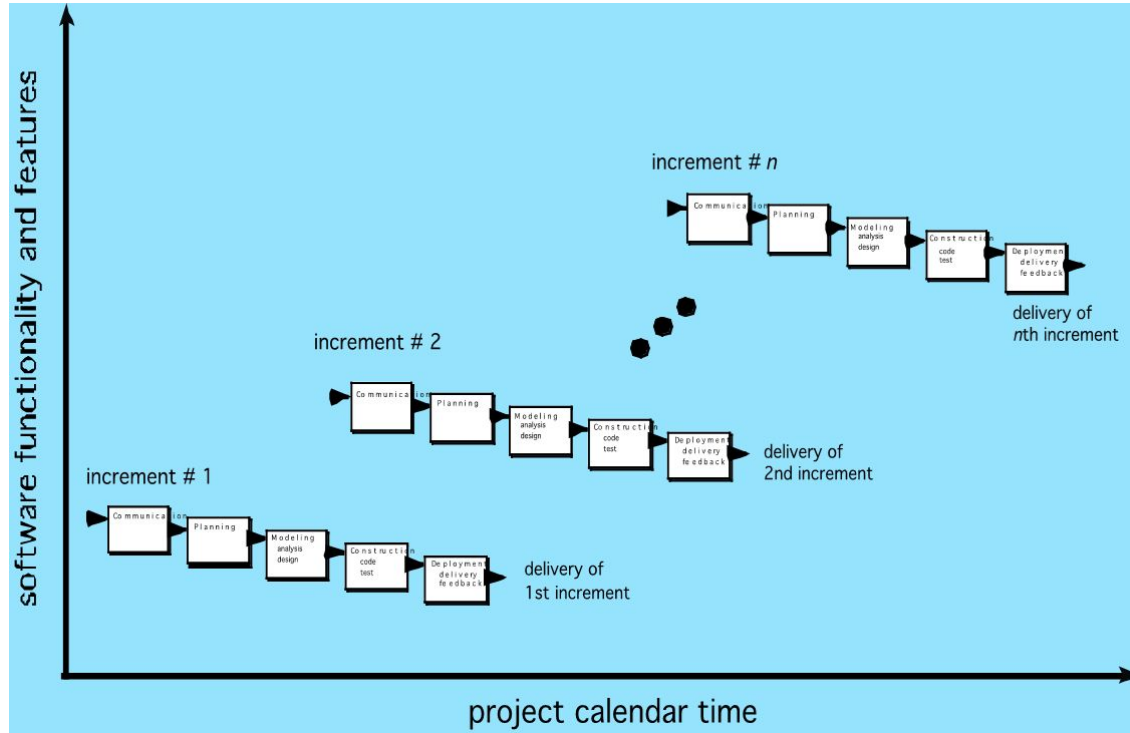 software functionality and features
increment # n
Communication
Planning
Modeling
analysis
design
Construction
code
test
Deployment
delivery
feedback
delivery of
nth increment
increment # 2
Communication
Planning
Modeling
analysis
design
Construction
code
test
Deployment
delivery
feedback
delivery of
2nd increment
increment # 1
Communication
Planning
Modeling
analysis
design
Construction
code
test
Deployment
delivery
feedback
delivery of
1st increment
project calendar time